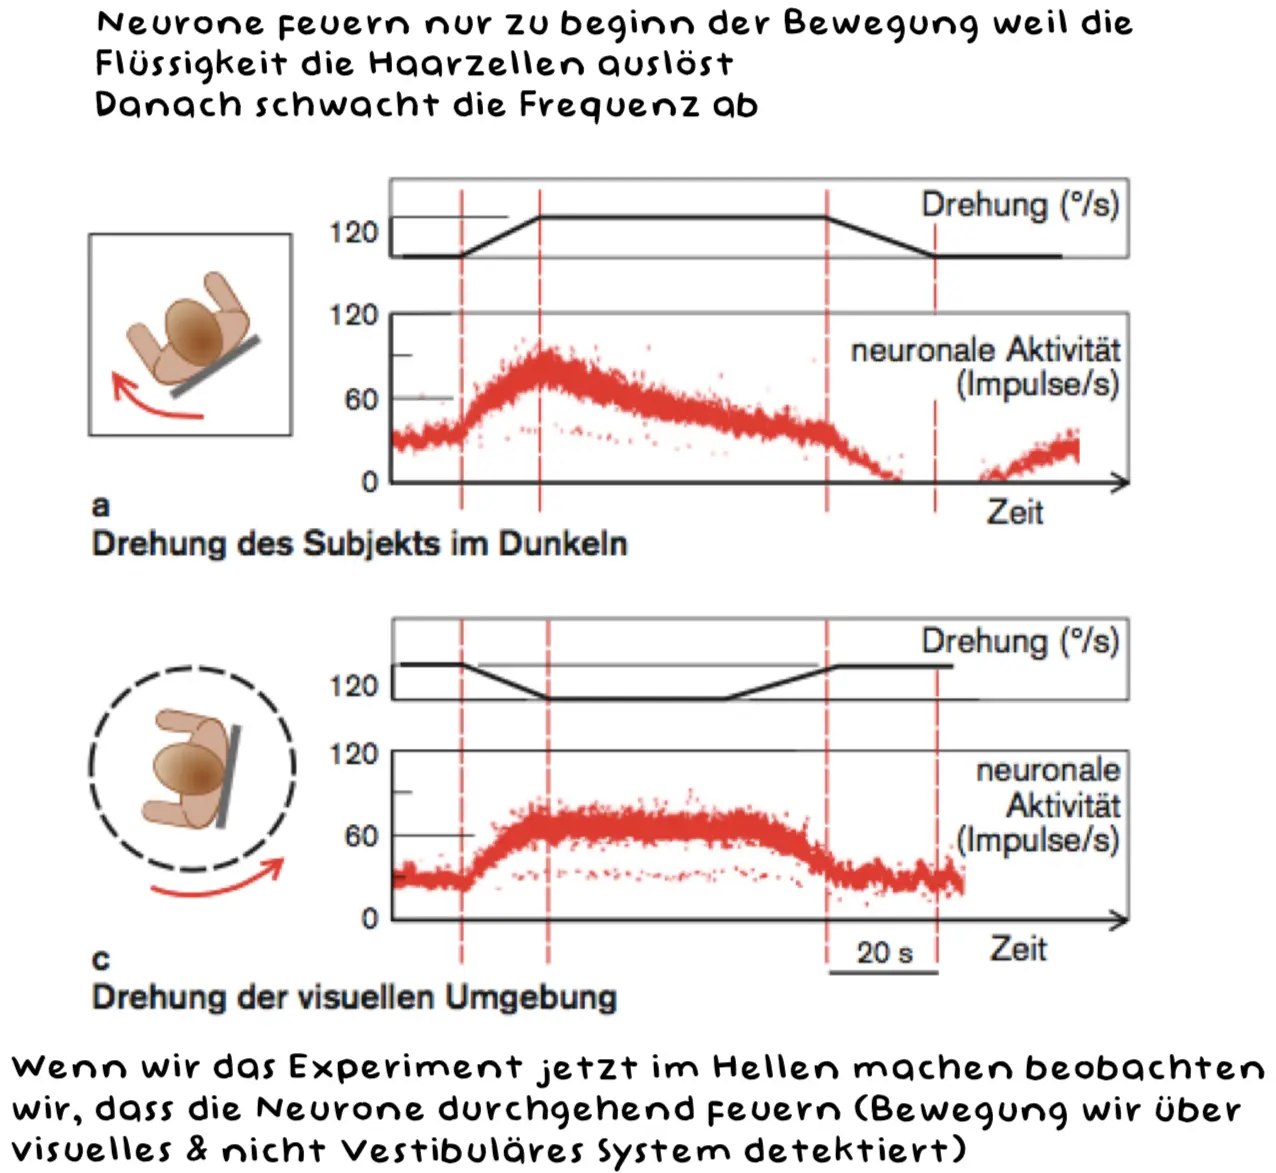 Neurone feuern nur zu beginn der Bewegung weil die
Flüssigkeit die Haarzellen auslöst
Danach schwacht die Frequenz ab
Drehung (°/s)
120
120
neuronale Aktivität
(Impulse/s)
60
0
Zeit
a
Drehung des Subjekts im Dunkeln
Drehung (°/s)
120
120
neuronale
Aktivität
(Impulse/s)
60
0
20 s
Zeit
c
Drehung der visuellen Umgebung
Wenn wir das Experiment jetzt im Hellen machen beobachten
wir, dass die Neurone durchgehend feuern (Bewegung wir über
visuelles & nicht Vestibuläres System detektiert)